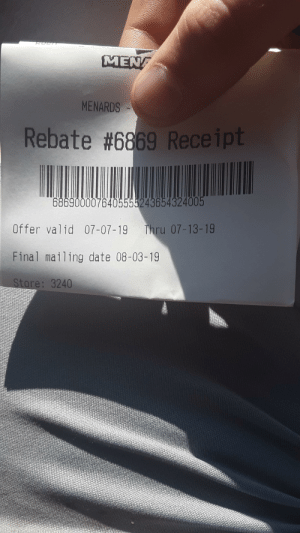 MENA
MENARDS -
Rebate #6869 Receipt
Offer valid 07-07-19 Thru 07-13-19
Final mailing date 08-03-19
Store: 3240